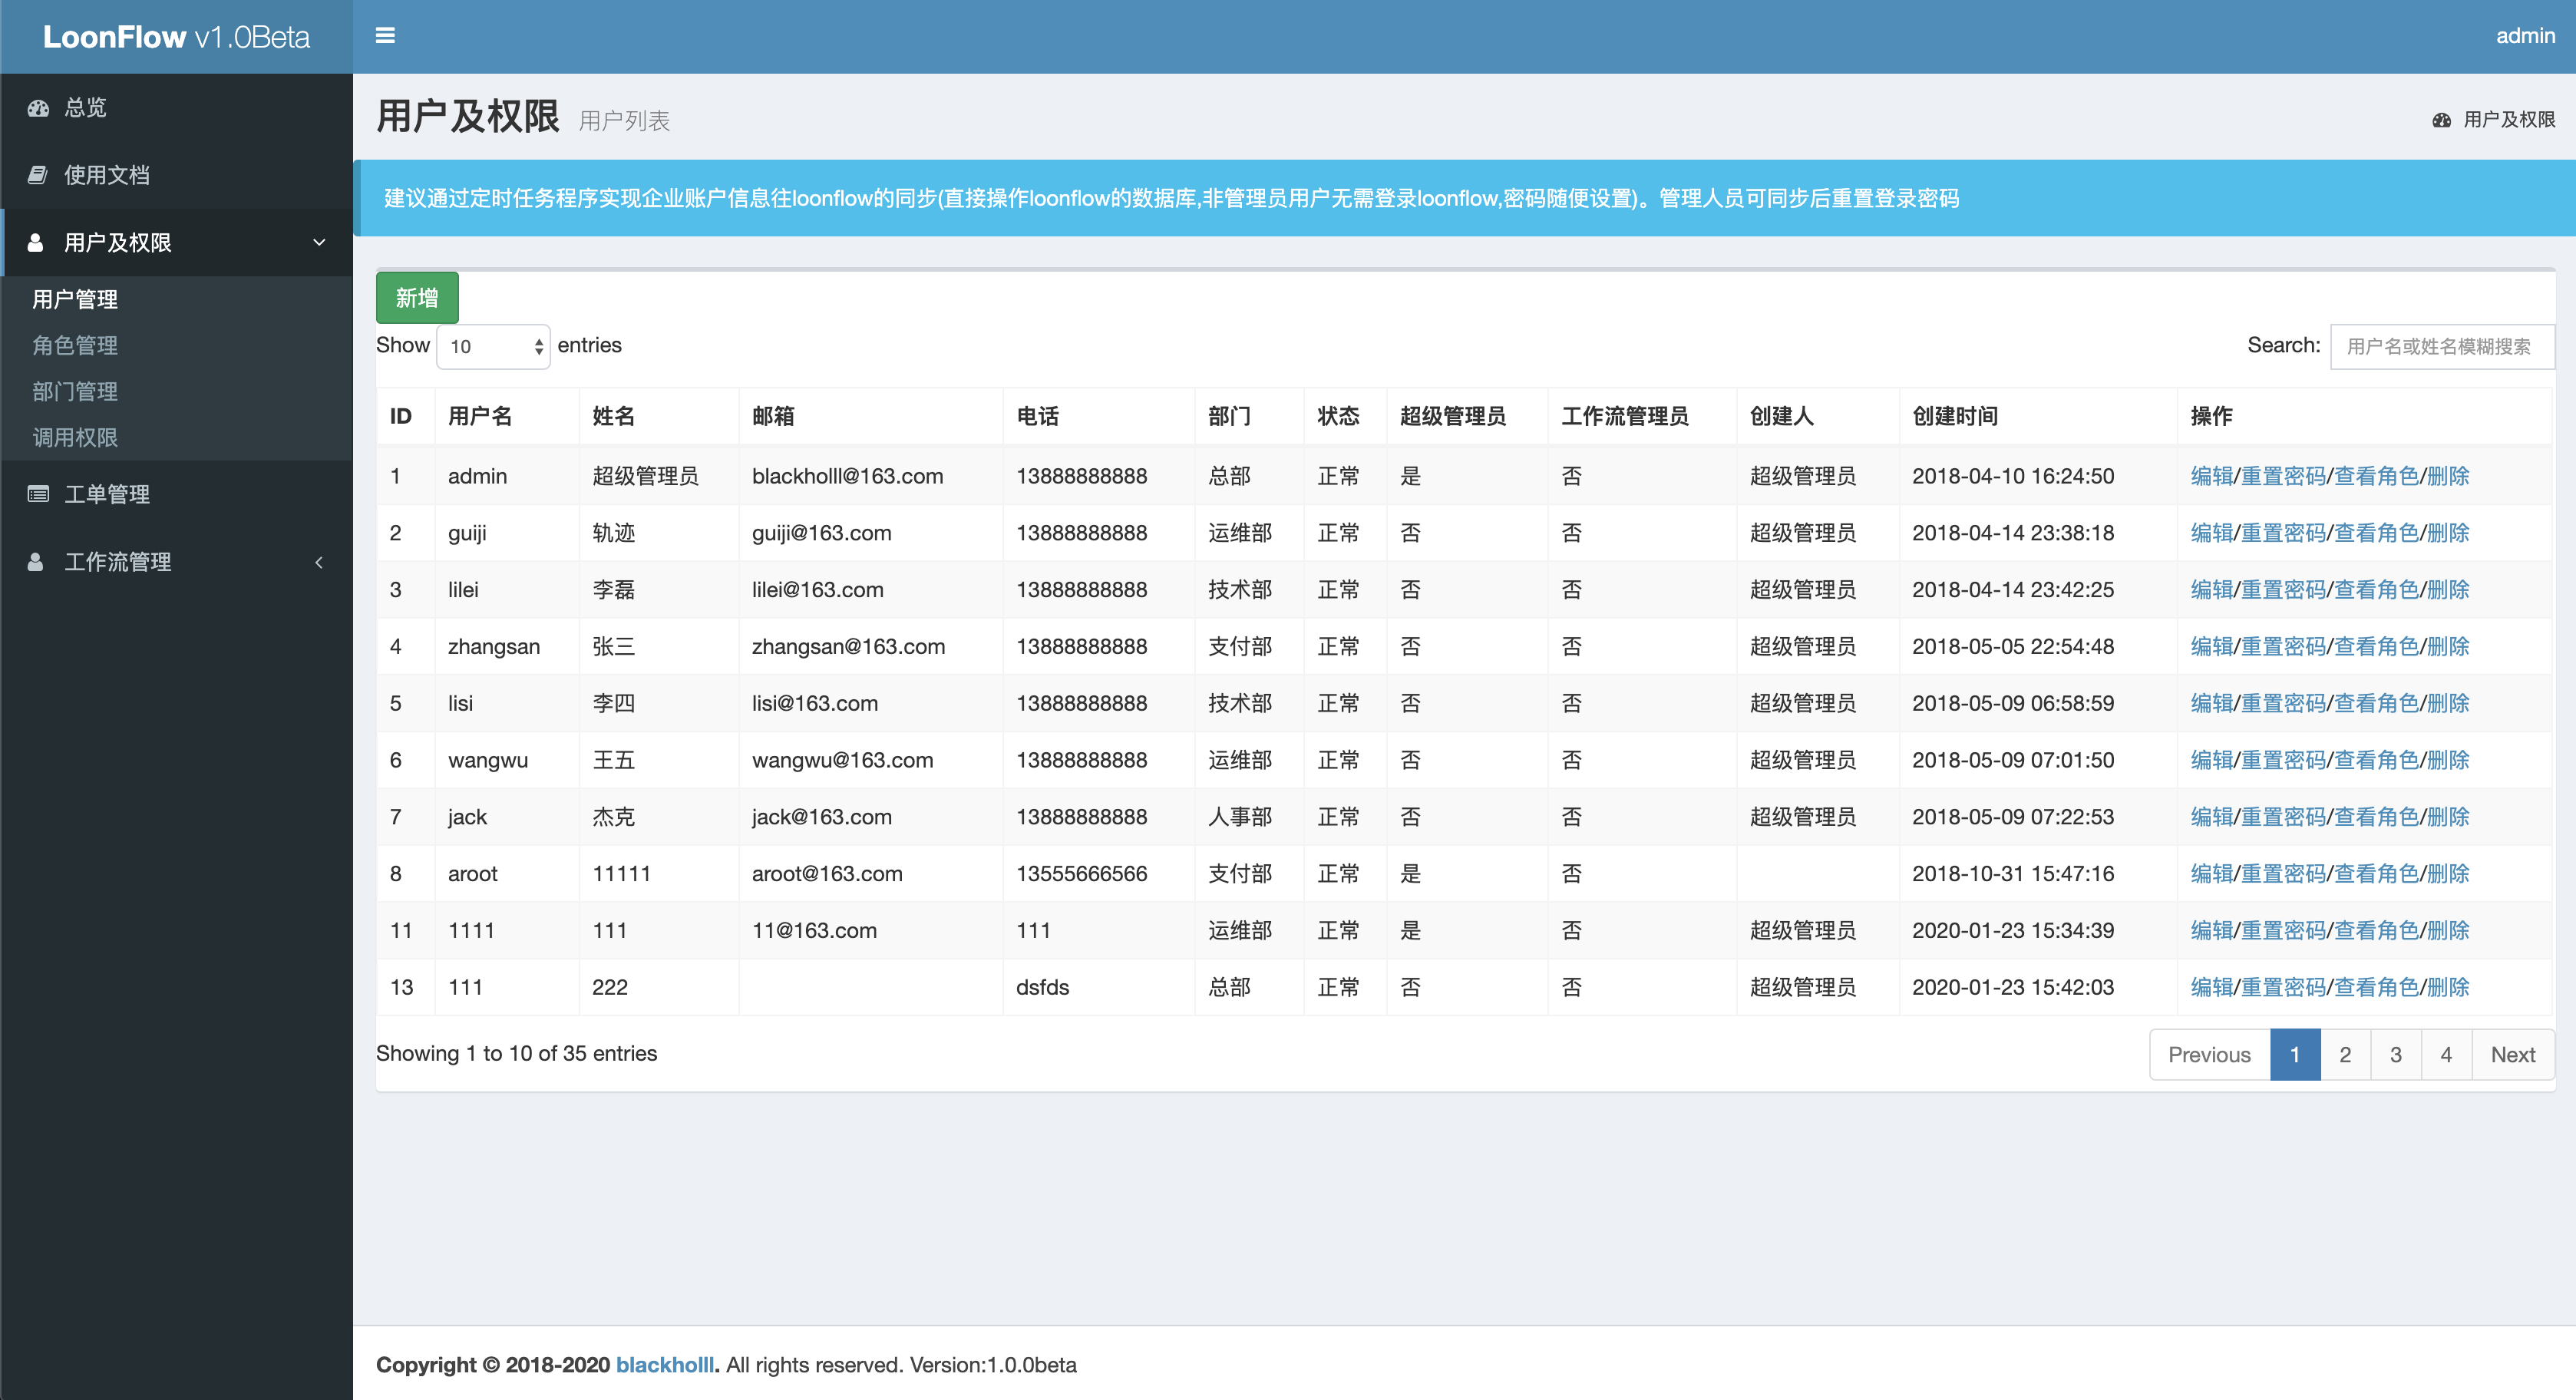 LoonFlow v1.0Beta
admin
总览
使用文档
用户及权限
用户管理
角色管理
部门管理
调用权限
工单管理
工作流管理
用户及权限 用户列表
用户及权限
建议通过定时任务程序实现企业账户信息往loonflow的同步(直接操作loonflow的数据库,非管理员用户无需登录loonflow,密码随便设置)。管理人员可同步后重置登录密码
新增
Show 10 entries
Search: 用户名或姓名模糊搜索
ID 用户名 姓名 邮箱 电话 部门 状态 超级管理员 工作流管理员 创建人 创建时间 操作
1 admin 超级管理员 blackholll@163.com 13888888888 总部 正常 是 否 超级管理员 2018-04-10 16:24:50 编辑/重置密码/查看角色/删除
2 guiji 轨迹 guiji@163.com 13888888888 运维部 正常 否 否 超级管理员 2018-04-14 23:38:18 编辑/重置密码/查看角色/删除
3 lilei 李磊 lilei@163.com 13888888888 技术部 正常 否 否 超级管理员 2018-04-14 23:42:25 编辑/重置密码/查看角色/删除
4 zhangsan 张三 zhangsan@163.com 13888888888 支付部 正常 否 否 超级管理员 2018-05-05 22:54:48 编辑/重置密码/查看角色/删除
5 lisi 李四 lisi@163.com 13888888888 技术部 正常 否 否 超级管理员 2018-05-09 06:58:59 编辑/重置密码/查看角色/删除
6 wangwu 王五 wangwu@163.com 13888888888 运维部 正常 否 否 超级管理员 2018-05-09 07:01:50 编辑/重置密码/查看角色/删除
7 jack 杰克 jack@163.com 13888888888 人事部 正常 否 否 超级管理员 2018-05-09 07:22:53 编辑/重置密码/查看角色/删除
8 aroot 11111 aroot@163.com 13555666566 支付部 正常 是 否 2018-10-31 15:47:16 编辑/重置密码/查看角色/删除
11 1111 111 11@163.com 111 运维部 正常 是 否 超级管理员 2020-01-23 15:34:39 编辑/重置密码/查看角色/删除
13 111 222 dsfds 总部 正常 否 否 超级管理员 2020-01-23 15:42:03 编辑/重置密码/查看角色/删除
Showing 1 to 10 of 35 entries
Previous 1 2 3 4 Next
Copyright © 2018-2020 blackholll. All rights reserved. Version:1.0.0beta